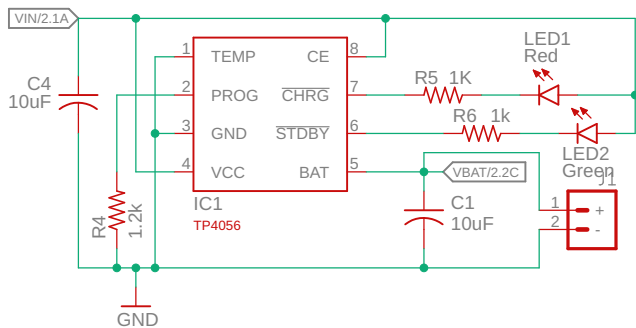 VIN/2.1A
C4
10uF
1 TEMP CE 8
2 PROG CHRG 7
3 GND STDBY 6
4 VCC BAT 5
IC1
TP4056
R4
1.2k
R5 1K
R6 1k
LED1
Red
LED2
Green
VBAT/2.2C
C1
10uF
J1
1 +
2 -
GND